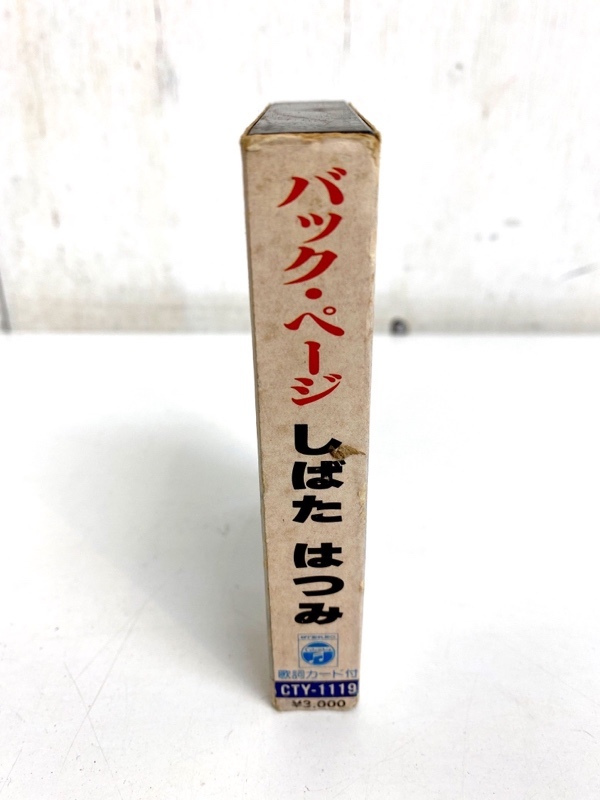 バック・ページ
しばた はつみ
STEREO
歌詞カード付
CTY-1119
¥3,000